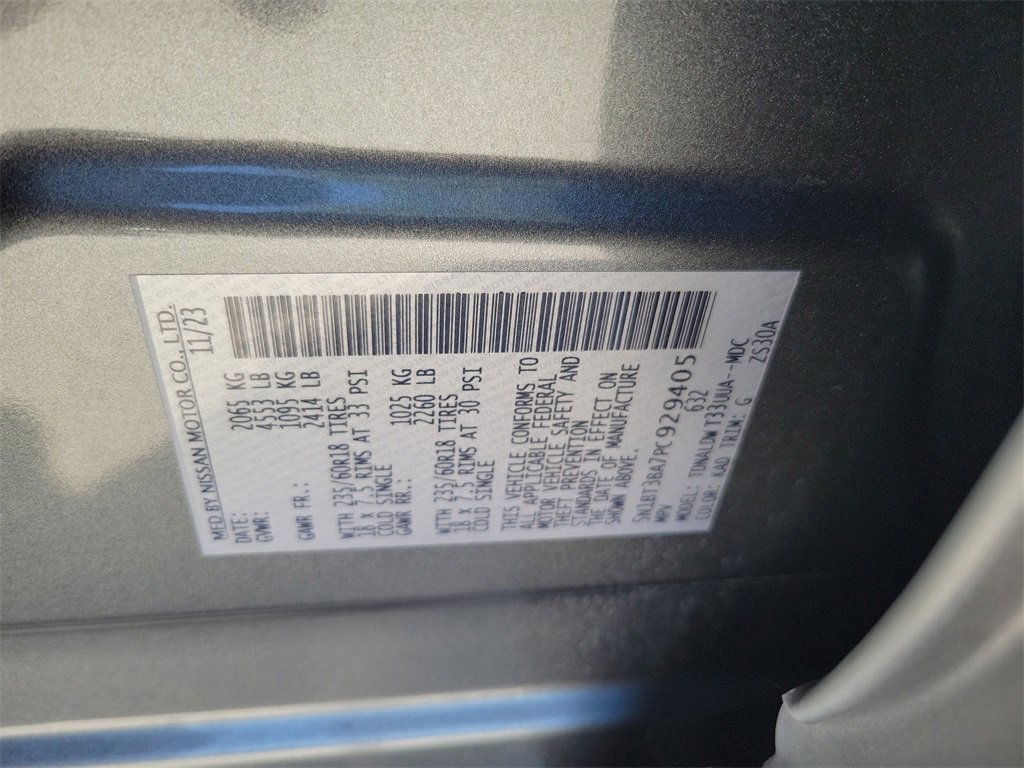 MFD.BY NISSAN MOTOR CO., LTD.
DATE: 11/23
GVWR: 2065 KG
4553 LB
GAWR FR.: 1095 KG
2414 LB
WITH 235/60R18 TIRES
18 X 7.5 RIMS AT 33 PSI
COLD SINGLE
GAWR RR.: 1025 KG
2260 LB
WITH 235/60R18 TIRES
18 X 7.5 RIMS AT 30 PSI
COLD SINGLE
THIS VEHICLE CONFORMS TO
ALL APPLICABLE FEDERAL
MOTOR VEHICLE SAFETY AND
THEFT PREVENTION
STANDARDS IN EFFECT ON
THE DATE OF MANUFACTURE
SHOWN ABOVE.
5N1BT3BA7PC929405
MPV 632
MODEL: TDNALDWT33UUA--MDC
COLOR: KAD TRIM: G ZS30A